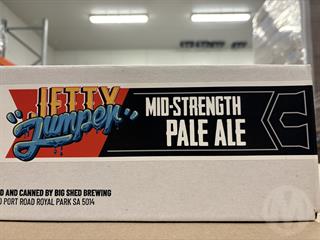 JETTY
Jumper
MID-STRENGTH
PALE ALE
D AND CANNED BY BIG SHED BREWING
0 PORT ROAD ROYAL PARK SA 5014